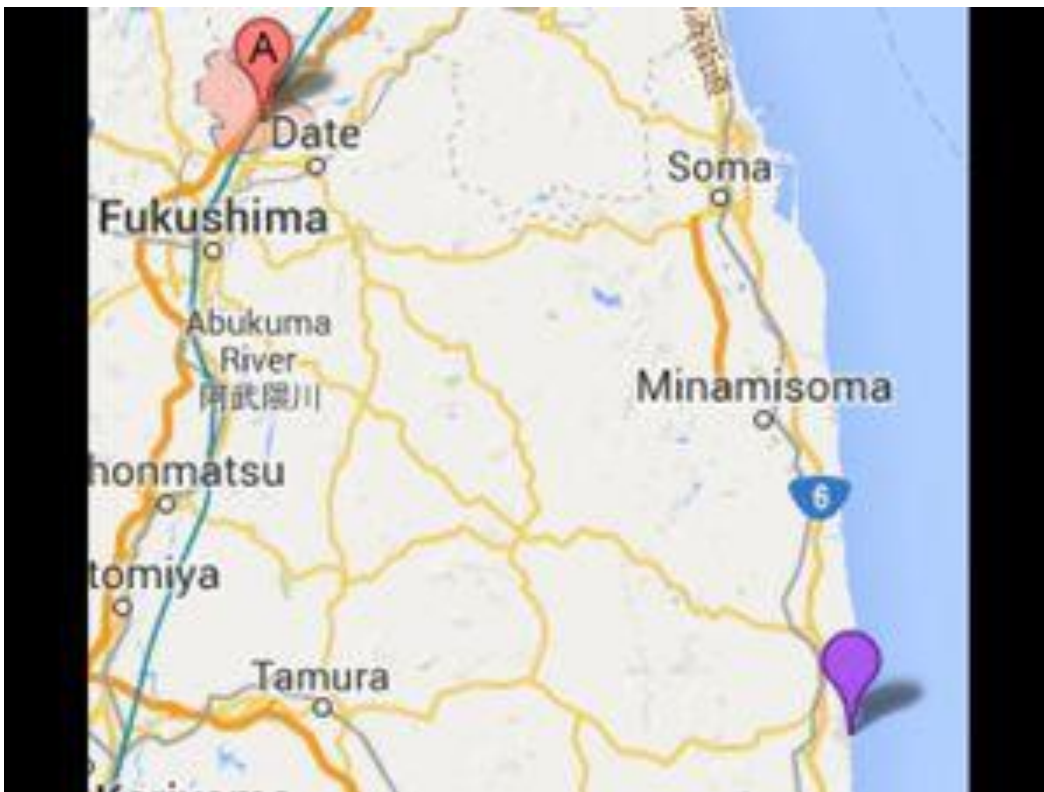 A
Date
Soma
Fukushima
Abukuma
River
阿武隈川
Minamisoma
honmatsu
6
tomiya
Tamura